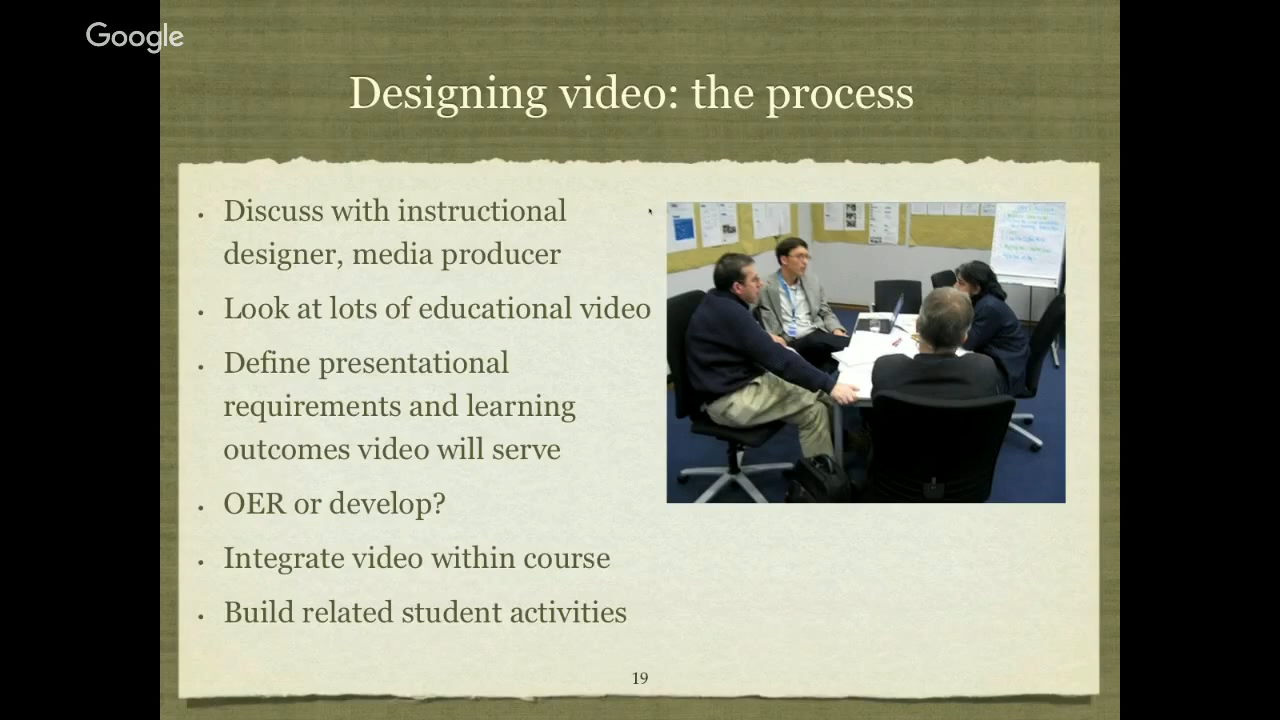 Google
Designing video: the process
• Discuss with instructional
designer, media producer
• Look at lots of educational video
• Define presentational
requirements and learning
outcomes video will serve
• OER or develop?
• Integrate video within course
• Build related student activities
19